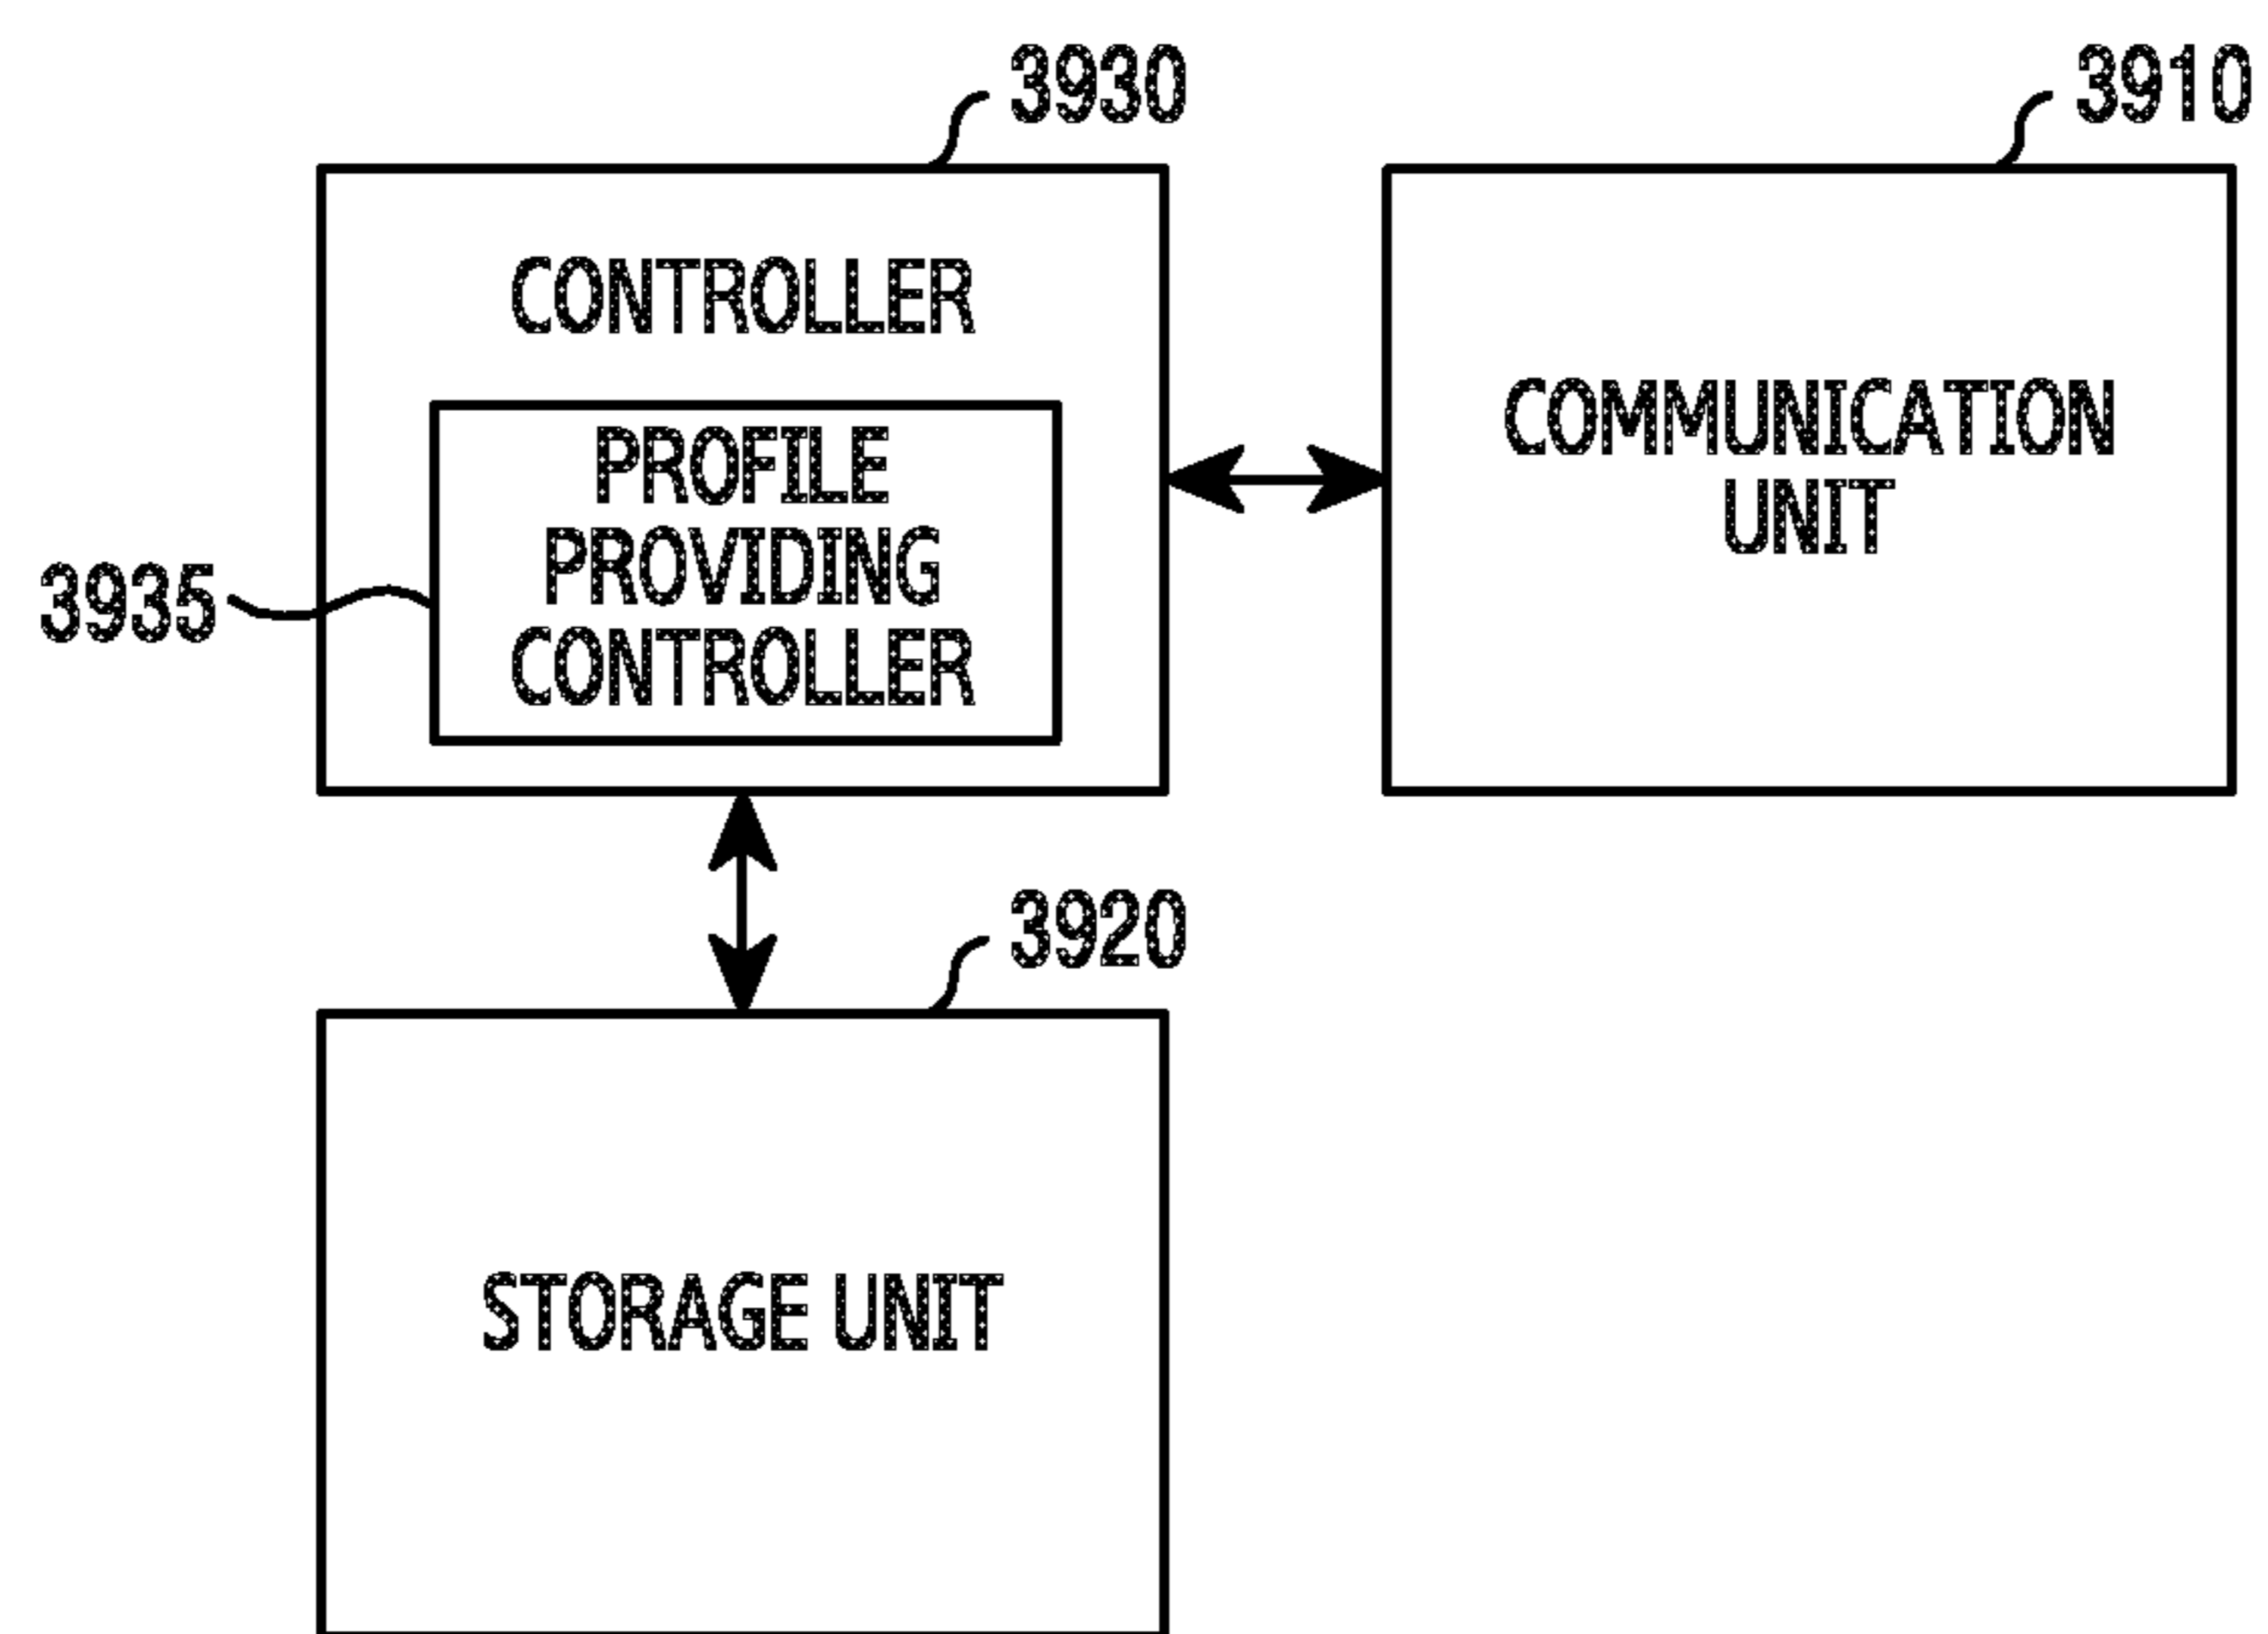 3930
3910
CONTROLLER
PROFILE
PROVIDING
CONTROLLER
COMMUNICATION
UNIT
3935
3920
STORAGE UNIT